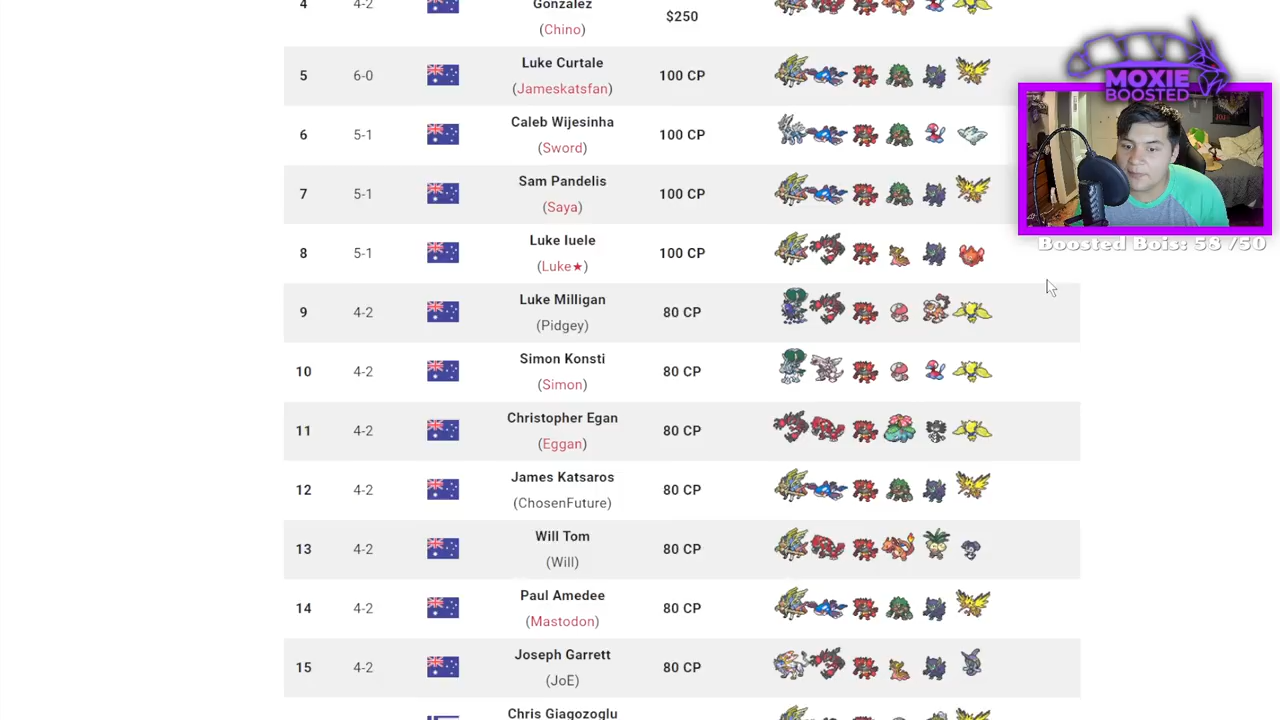 4 4-2 Gonzalez
(Chino) $250
5 6-0 Luke Curtale 100 CP
(Jameskatsfan)
6 5-1 Caleb Wijesinha 100 CP
(Sword)
7 5-1 Sam Pandelis 100 CP
(Saya)
8 5-1 Luke Iuele 100 CP
(Luke★)
9 4-2 Luke Milligan 80 CP
(Pidgey)
10 4-2 Simon Konsti 80 CP
(Simon)
11 4-2 Christopher Egan 80 CP
(Eggan)
12 4-2 James Katsaros 80 CP
(ChosenFuture)
13 4-2 Will Tom 80 CP
(Will)
14 4-2 Paul Amedee 80 CP
(Mastodon)
15 4-2 Joseph Garrett 80 CP
(JoE)
Chris Giagozoglu
MOXIE
BOOSTED
Boosted Bois: 58 /50